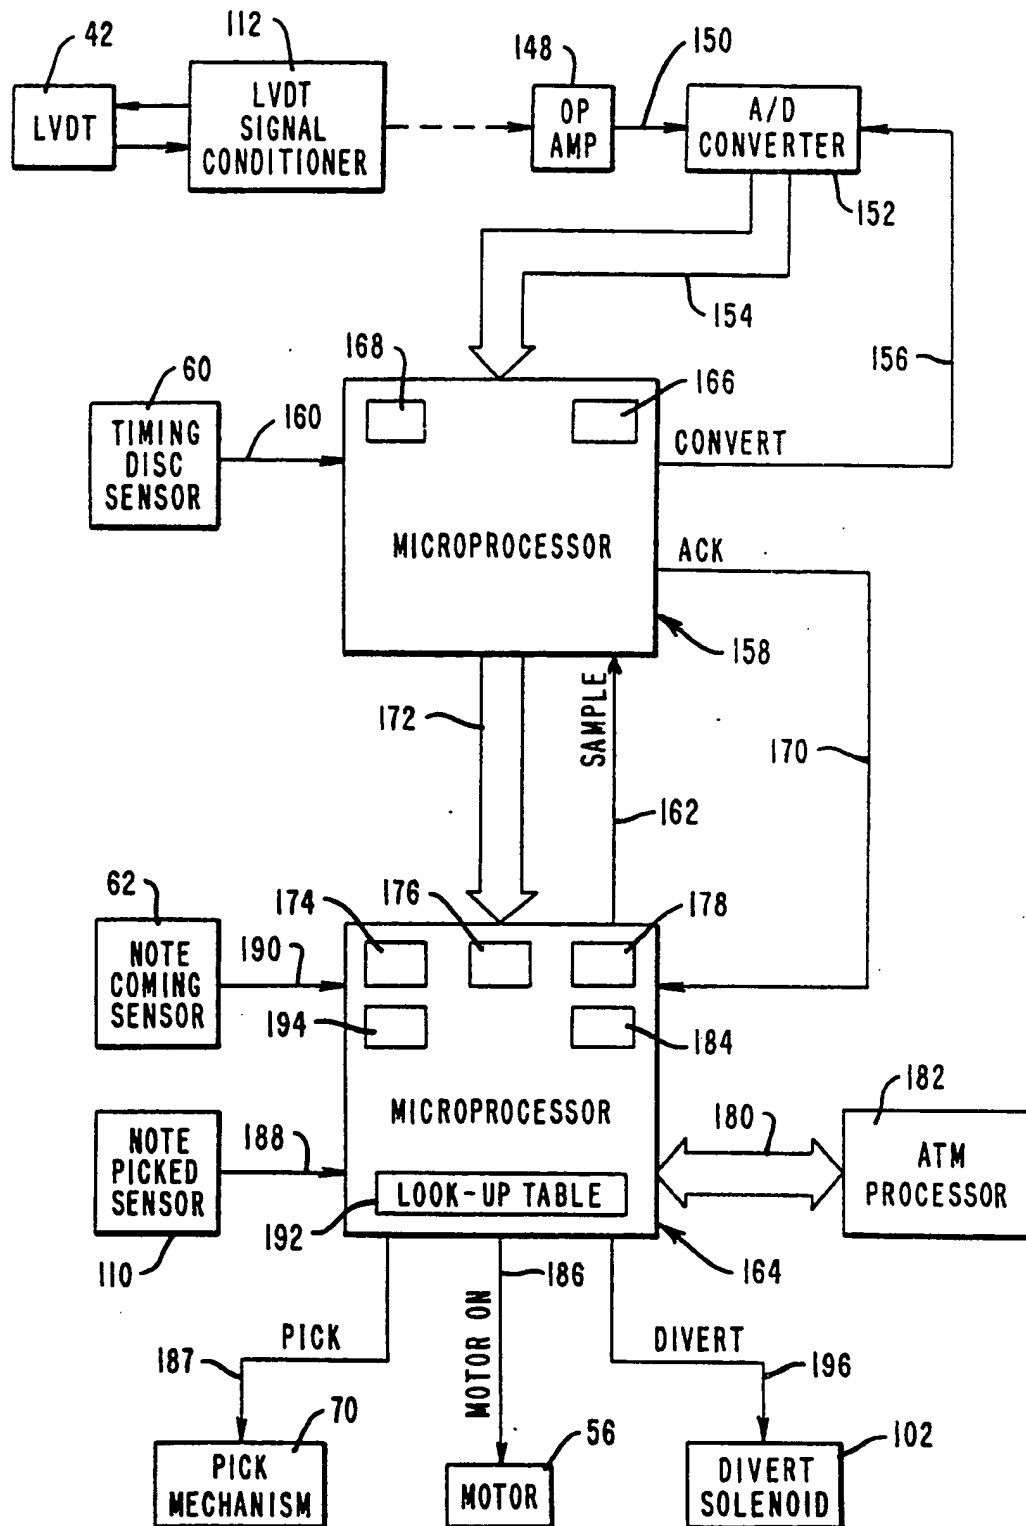 112
42
148
150
LVDT
LVDT
SIGNAL
CONDITIONER
OP
AMP
A/D
CONVERTER
152
154
156
168
166
60
160
TIMING
DISC
SENSOR
CONVERT
MICROPROCESSOR
ACK
158
172
SAMPLE
170
162
62
174
176
178
NOTE
COMING
SENSOR
190
194
184
MICROPROCESSOR
182
180
ATM
PROCESSOR
NOTE
PICKED
SENSOR
188
LOOK-UP TABLE
192
110
186
164
PICK
MOTOR ON
DIVERT
187
196
70
56
102
PICK
MECHANISM
MOTOR
DIVERT
SOLENOID